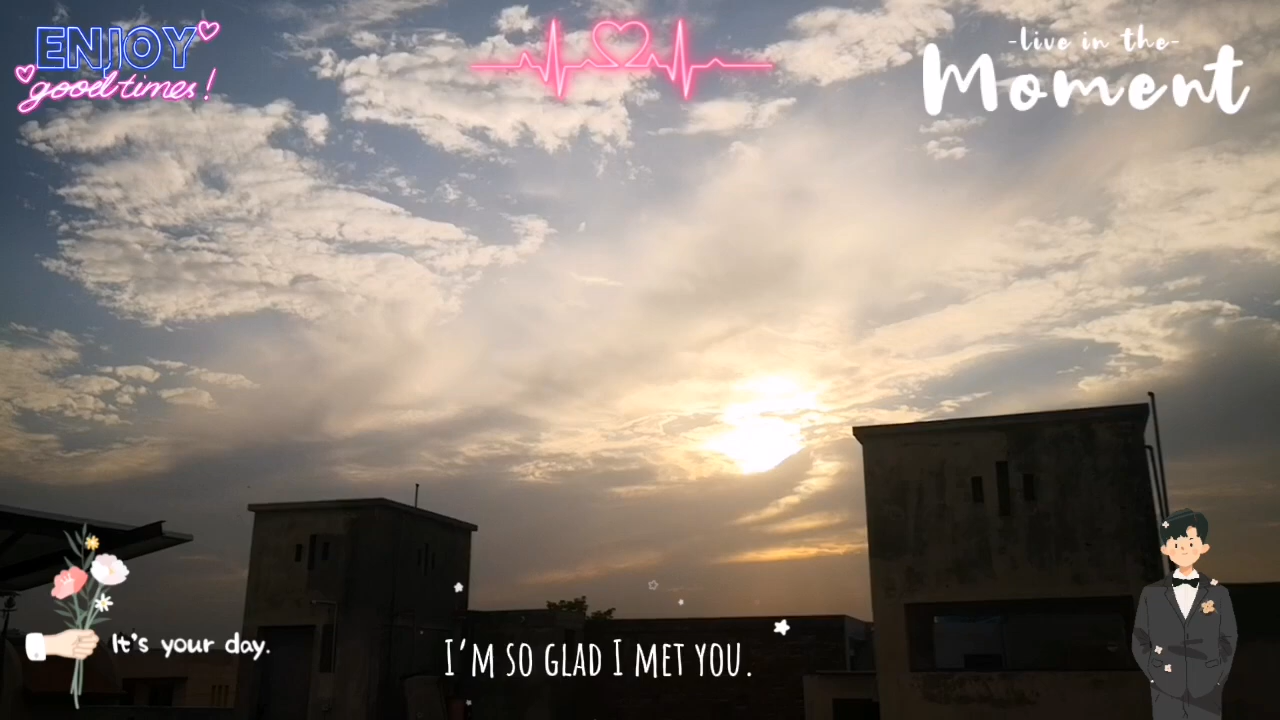 ENJOY
good times!
-live in the-
Moment
It's your day.
I'M SO GLAD I MET YOU.